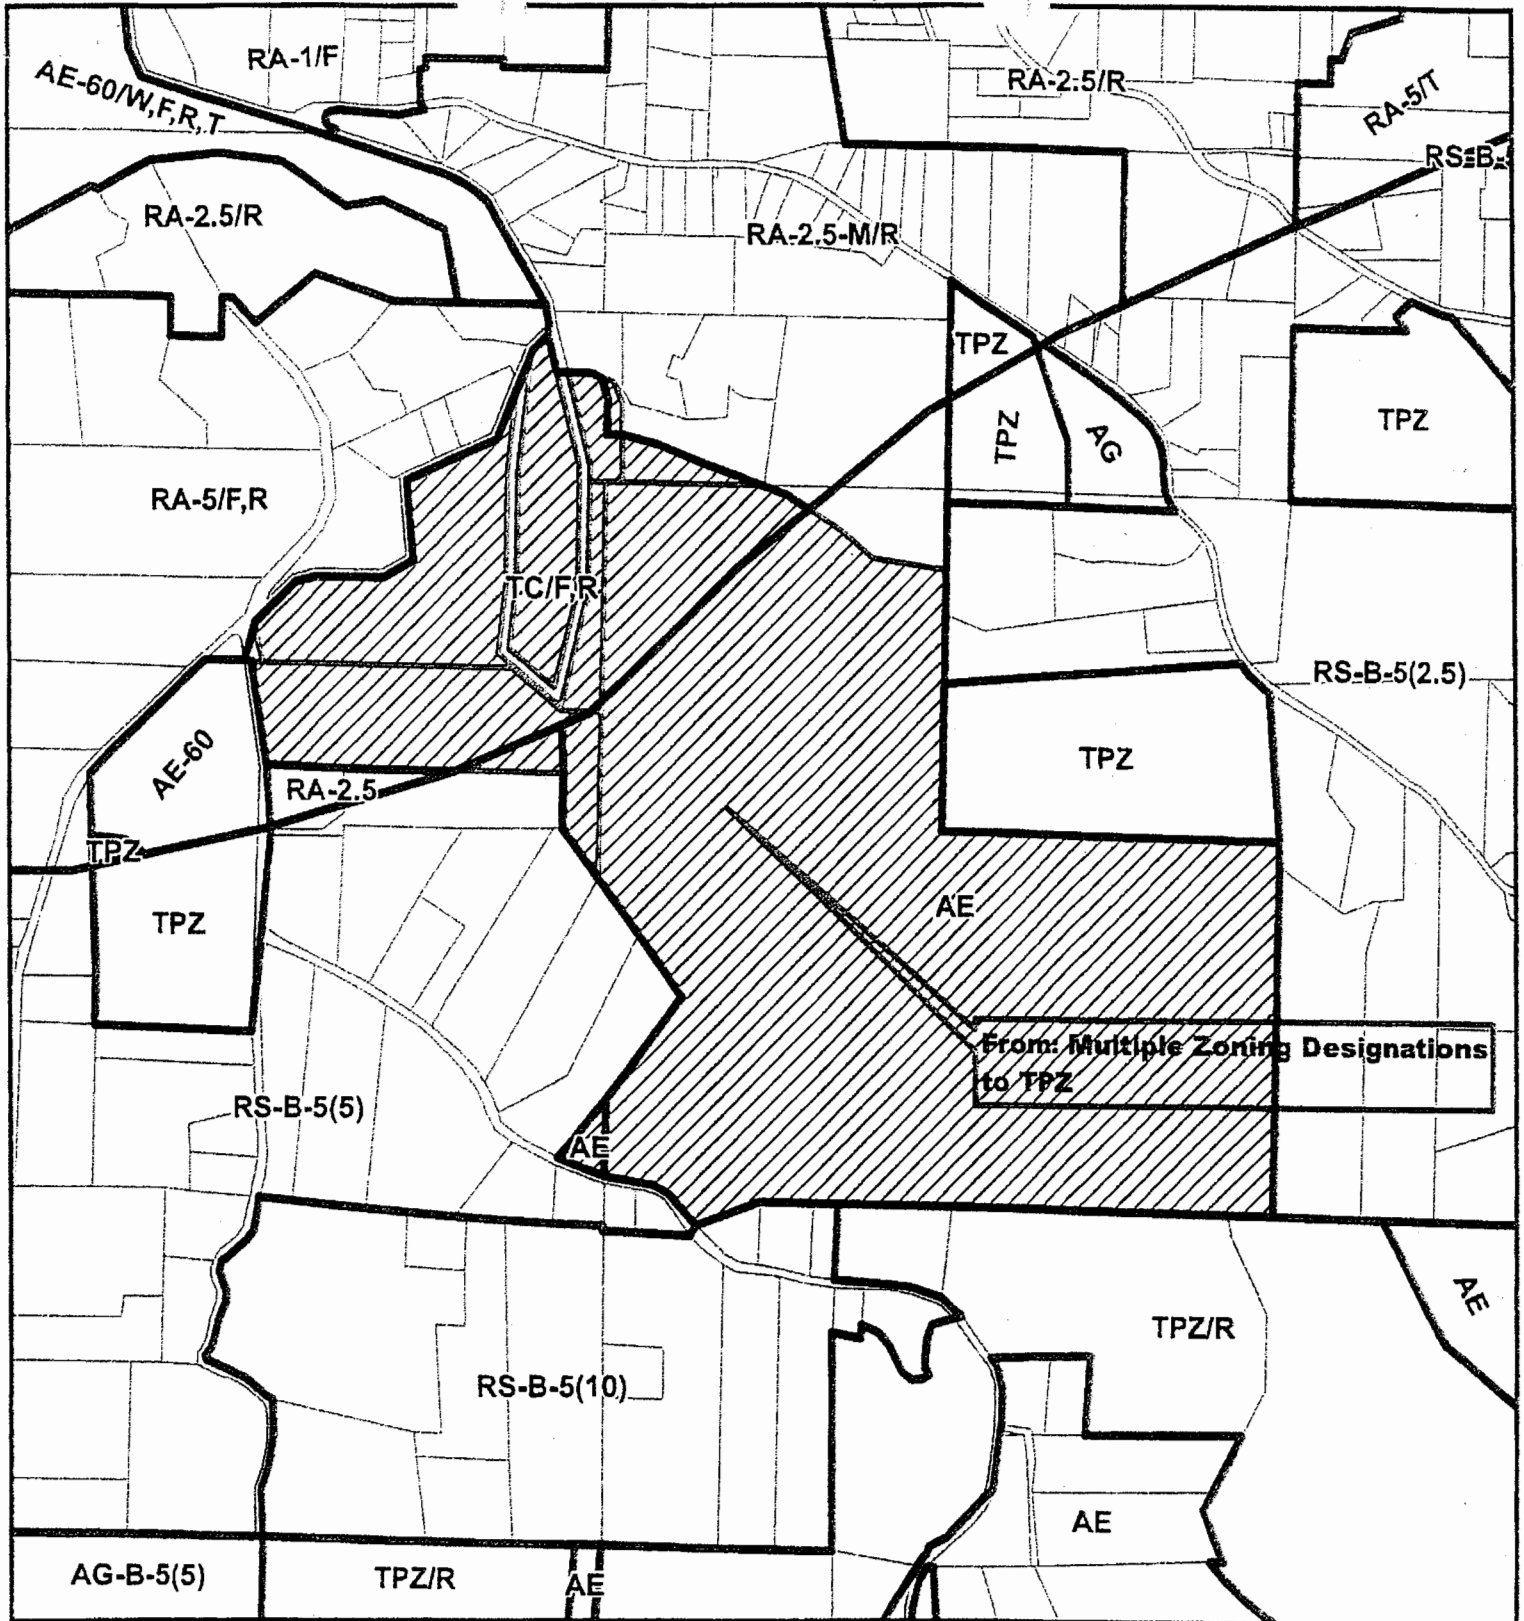 RA-1/F
AE-60/W,F,R,T
RA-2.5/R
RA-5/T
RS-B-
RA-2.5/R
RA-2.5-M/R
TPZ
TPZ
AG
TPZ
RA-5/F,R
TC/F,R
RS-B-5(2.5)
AE-60
RA-2.5
TPZ
TPZ
TPZ
AE
From: Multiple Zoning Designations
to TPZ
RS-B-5(5)
AE
AE
TPZ/R
RS-B-5(10)
AE
AG-B-5(5)
TPZ/R
AE